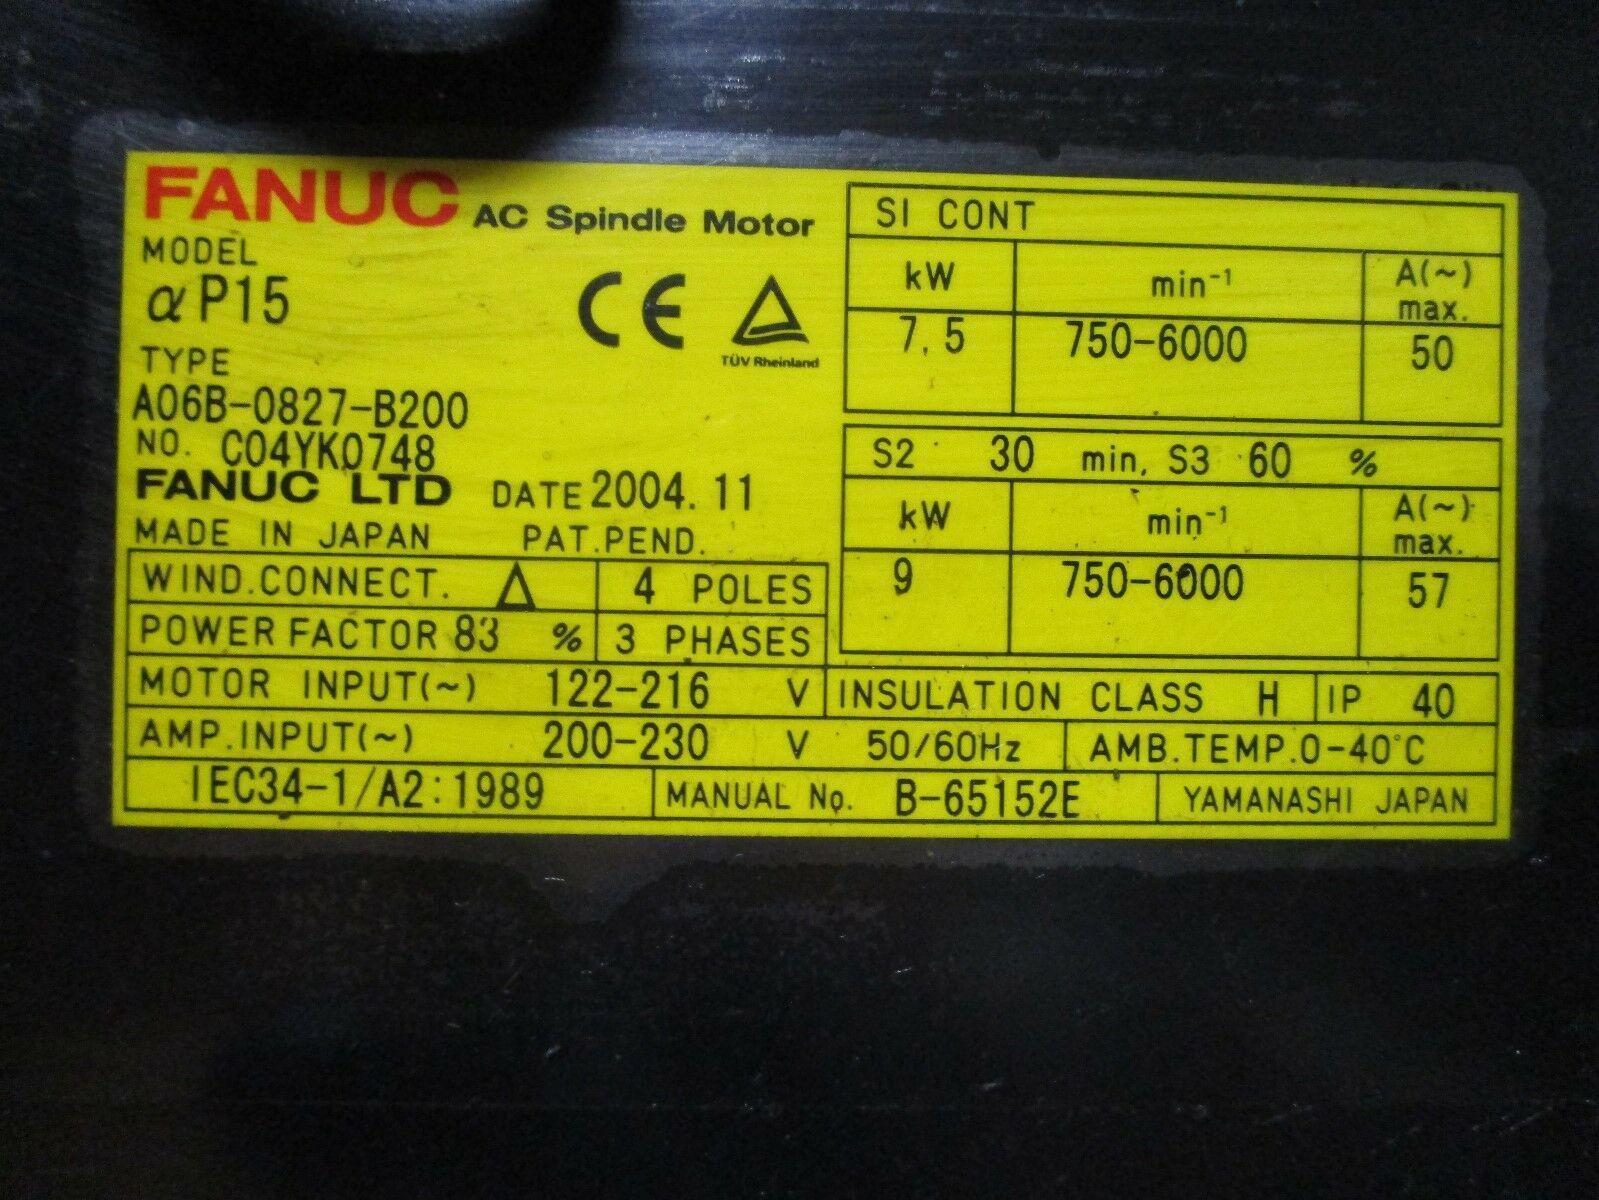 FANUC AC Spindle Motor
MODEL
αP15
CE
TÜV Rheinland
TYPE
A06B-0827-B200
NO. C04YK0748
FANUC LTD DATE 2004.11
MADE IN JAPAN PAT.PEND.
WIND.CONNECT. Δ 4 POLES
POWER FACTOR 83 % 3 PHASES
SI CONT
kW min-1 A(~) max.
7.5 750-6000 50
S2 30 min, S3 60 %
kW min-1 A(~) max.
9 750-6000 57
MOTOR INPUT(~) 122-216 V INSULATION CLASS H IP 40
AMP.INPUT(~) 200-230 V 50/60Hz AMB.TEMP.0-40°C
IEC34-1/A2:1989 MANUAL No. B-65152E YAMANASHI JAPAN